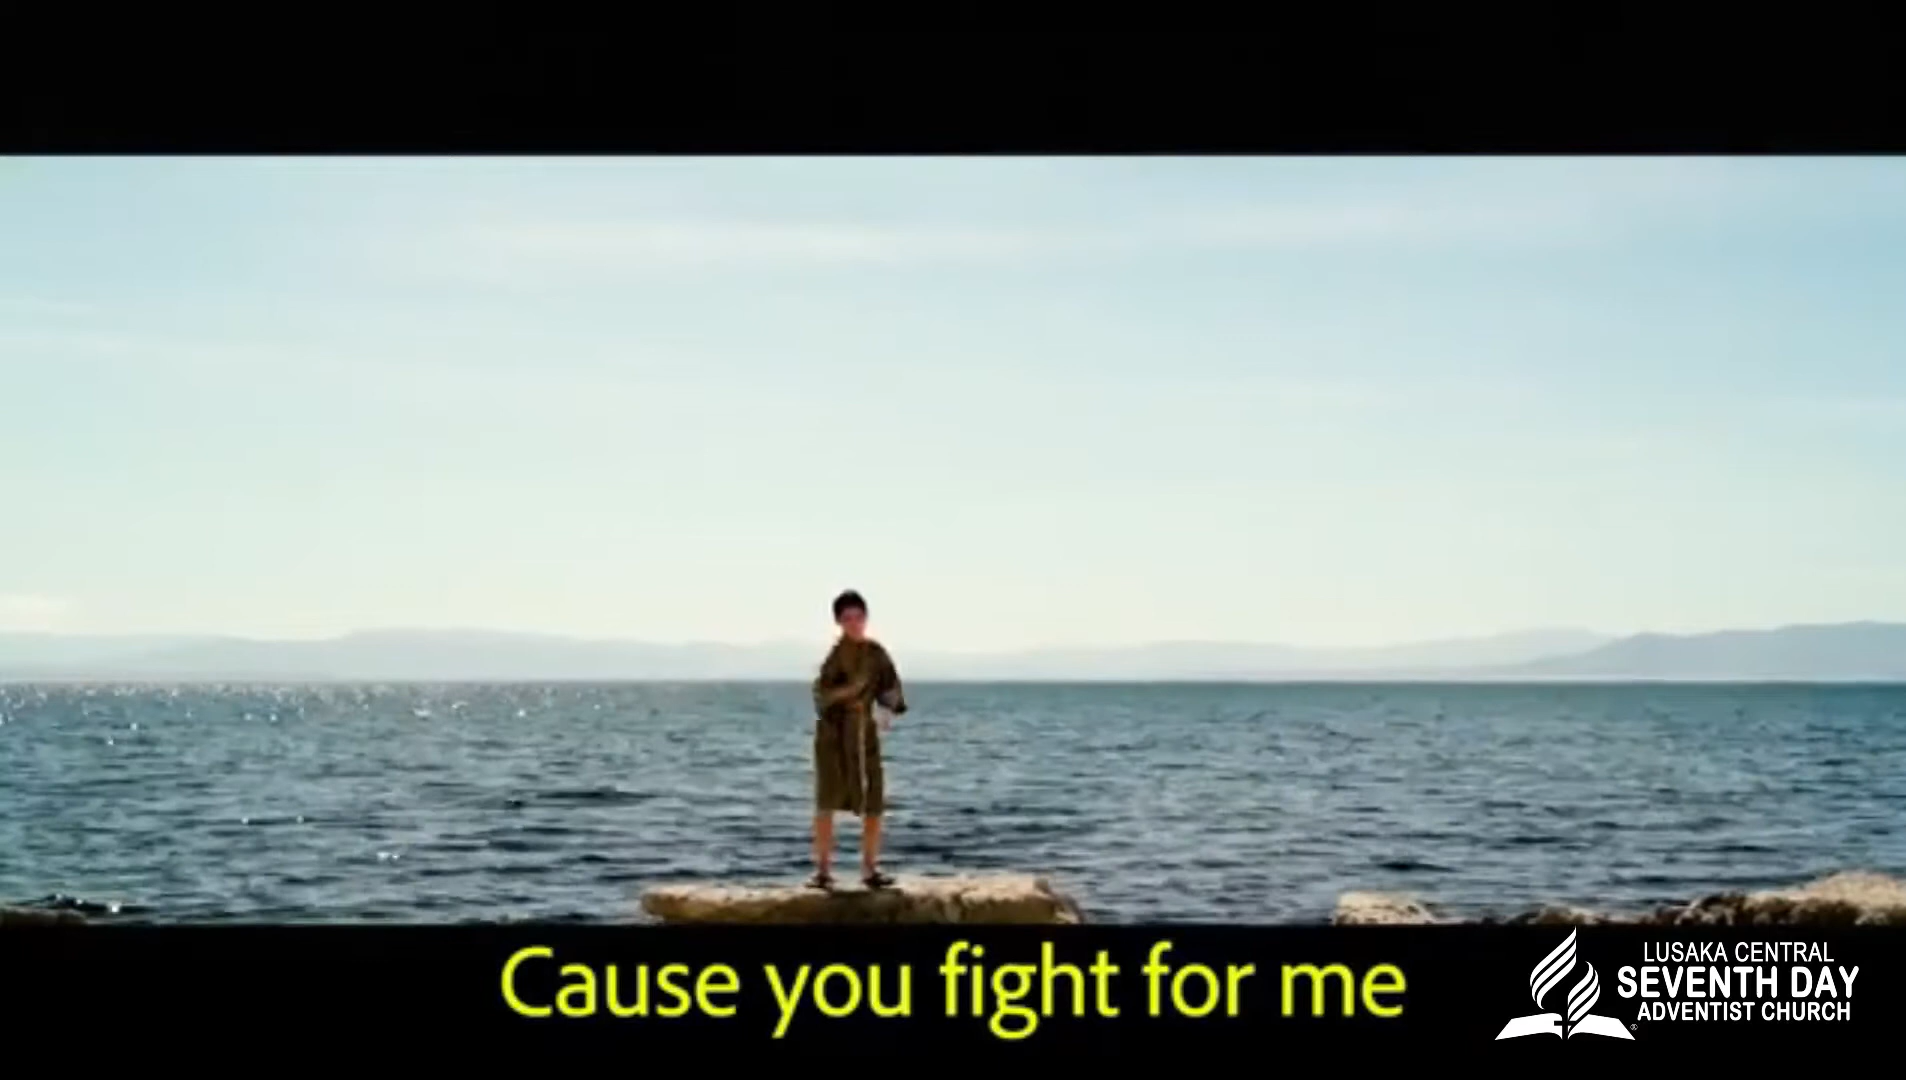 Cause you fight for me
LUSAKA CENTRAL
SEVENTH DAY
ADVENTIST CHURCH
®